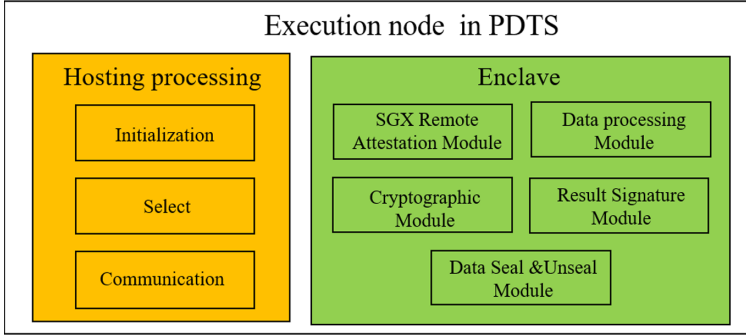 Execution node in PDTS
Hosting processing
Initialization
Select
Communication
Enclave
SGX Remote
Attestation Module
Data processing
Module
Cryptographic
Module
Result Signature
Module
Data Seal &Unseal
Module